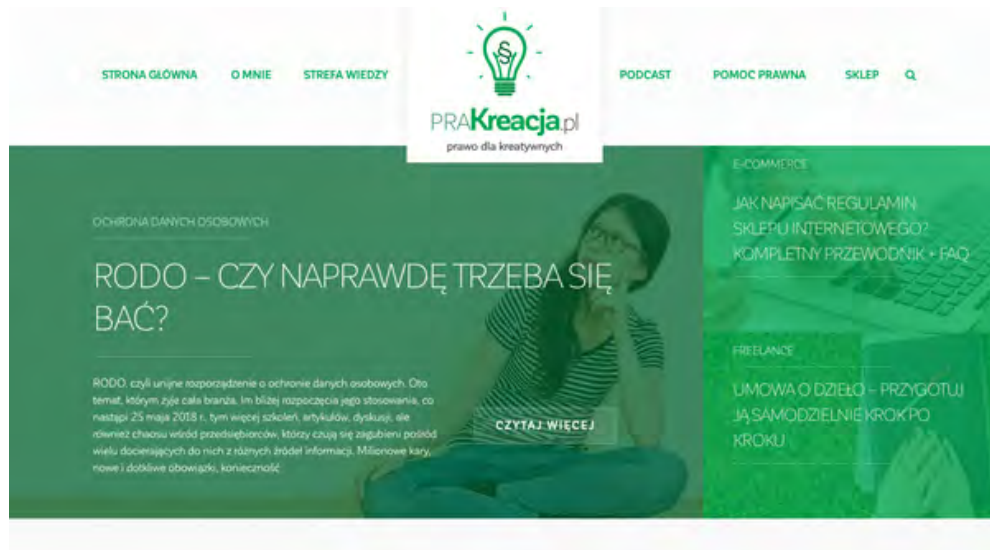 STRONA GŁÓWNA
O MNIE
STREFA WIEDZY
§
PRAKreacja.pl
prawo dla kreatywnych
PODCAST
POMOC PRAWNA
SKLEP
OCHRONA DANYCH OSOBOWYCH
RODO – CZY NAPRAWDĘ TRZEBA SIĘ
BAĆ?
RODO, czyli unijne rozporządzenie o ochronie danych osobowych. Oto
temat, którym żyje cała branża. Im bliżej rozpoczęcia jego stosowania, co
nastąpi 25 maja 2018 r., tym więcej szkoleń, artykułów, dyskusji, ale
również chaosu wśród przedsiębiorców, którzy czują się zagubieni pośród
wielu docierających do nich z różnych źródeł informacji. Milionowe kary,
nowe i dotkliwe obowiązki, konieczność
CZYTAJ WIĘCEJ
E-COMMERCE
JAK NAPISAĆ REGULAMIN
SKLEPU INTERNETOWEGO?
KOMPLETNY PRZEWODNIK + FAQ
FREELANCE
UMOWA O DZIEŁO – PRZYGOTUJ
JĄ SAMODZIELNIE KROK PO
KROKU